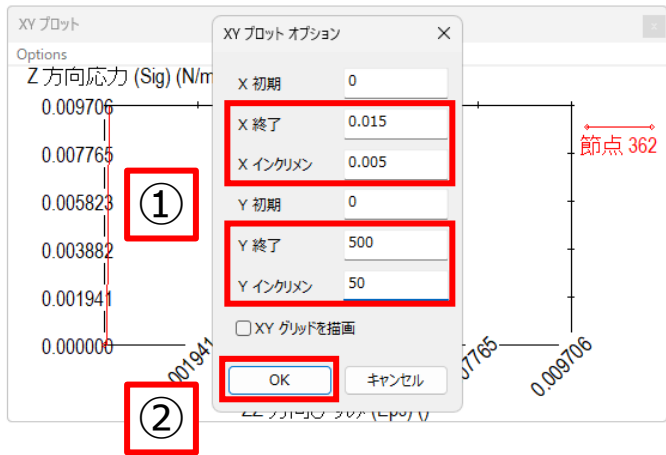 XY プロット
Options
Z 方向応力 (Sig) (N/m
0.009706
0.007765
0.005823
0.003882
0.001941
0.000000
0.009706
節点 362
①
②
XY プロット オプション
X 初期 0
X 終了 0.015
X インクリメン 0.005
Y 初期 0
Y 終了 500
Y インクリメン 50
XY グリッドを描画
OK キャンセル